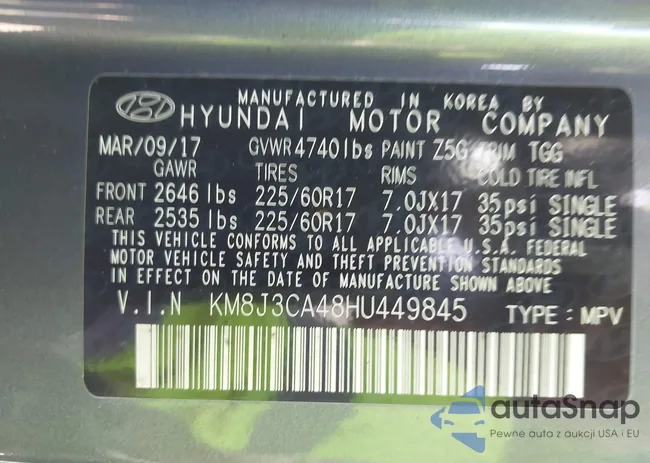 MANUFACTURED IN KOREA BY
HYUNDAI MOTOR COMPANY
MAR/09/17 GVWR 4740lbs PAINT Z5G TRIM TGG
GAWR TIRES RIMS COLD TIRE INFL
FRONT 2646 lbs 225/60R17 7.0JX17 35psi SINGLE
REAR 2535 lbs 225/60R17 7.0JX17 35psi SINGLE
THIS VEHICLE CONFORMS TO ALL APPLICABLE U.S.A. FEDERAL
MOTOR VEHICLE SAFETY AND THEFT PREVENTION STANDARDS
IN EFFECT ON THE DATE OF MANUFACTURE SHOWN ABOVE
V.I.N KM8J3CA48HU449845 TYPE : MPV
autaSnap
Pewne auta z aukcji USA i EU